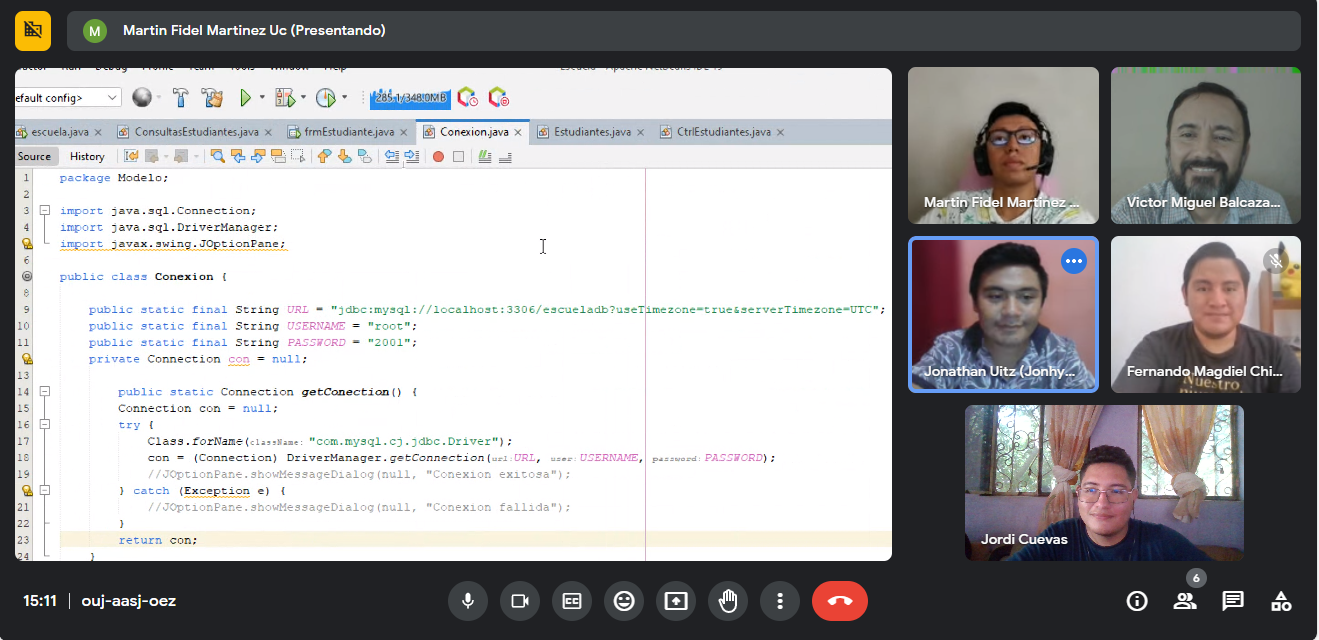 M Martin Fidel Martinez Uc (Presentando)
Debug Profile Team Tools Window Help
efault config>
285.1/348.0MB
escuela.java
ConsultasEstudiantes.java
frmEstudiante.java
Conexion.java
Estudiantes.java
CtrlEstudiantes.java
Source History
1 package Modelo;
2
3 import java.sql.Connection;
4 import java.sql.DriverManager;
import javax.swing.JOptionPane;
6
public class Conexion {
8
9 public static final String URL = "jdbc:mysql://localhost:3306/escueladb?useTimezone=true&serverTimezone=UTC";
10 public static final String USERNAME = "root";
11 public static final String PASSWORD = "2001";
private Connection con = null;
13
14 public static Connection getConection() {
15 Connection con = null;
16 try {
17 Class.forName(className: "com.mysql.cj.jdbc.Driver");
18 con = (Connection) DriverManager.getConnection(url: URL, user: USERNAME, password: PASSWORD);
19 //JOptionPane.showMessageDialog(null, "Conexion exitosa");
} catch (Exception e) {
21 //JOptionPane.showMessageDialog(null, "Conexion fallida");
22 }
23 return con;
24 }
Martin Fidel Martinez ...
Victor Miguel Balcaza...
Jonathan Uitz (Jonhy...
Fernando Magdiel Chi...
Nuestro
Jordi Cuevas
15:11 | ouj-aasj-oez
CC
6